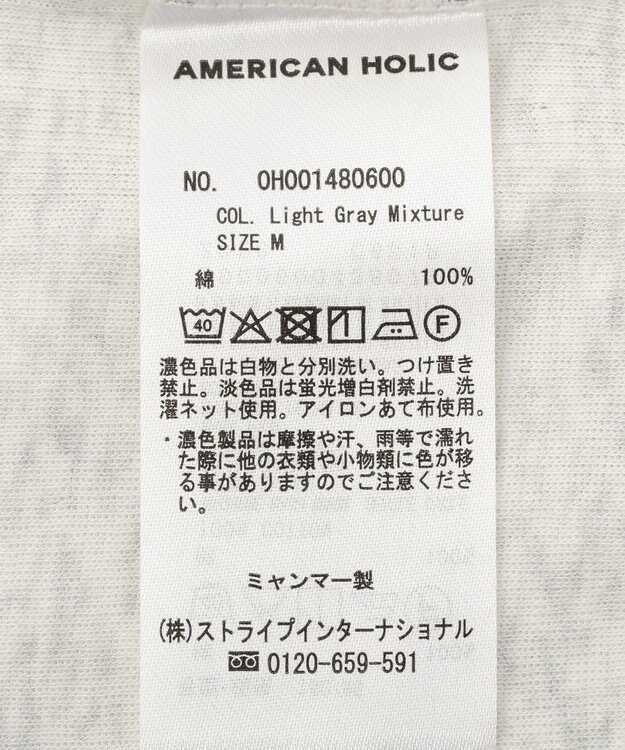 AMERICAN HOLIC
NO. OH001480600
COL. Light Gray Mixture
SIZE M
綿 100%
40 F
濃色品は白物と分別洗い。つけ置き
禁止。淡色品は蛍光増白剤禁止。洗
濯ネット使用。アイロンあて布使用。
・濃色製品は摩擦や汗、雨等で濡れ
た際に他の衣類や小物類に色が移
る事がありますのでご注意くださ
い。
ミャンマー製
(株)ストライプインターナショナル
0120-659-591